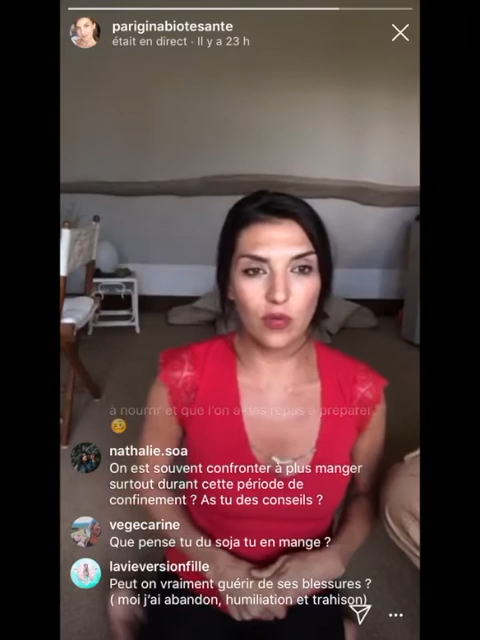 pariginabiotesante
était en direct · Il y a 23 h
à nourrir et que l'on a des repas à préparer
nathalie.soa
On est souvent confronter à plus manger
surtout durant cette période de
confinement ? As tu des conseils ?
vegecarine
Que pense tu du soja tu en mange ?
lavieversionfille
Peut on vraiment guérir de ses blessures ?
( moi j'ai abandon, humiliation et trahison)